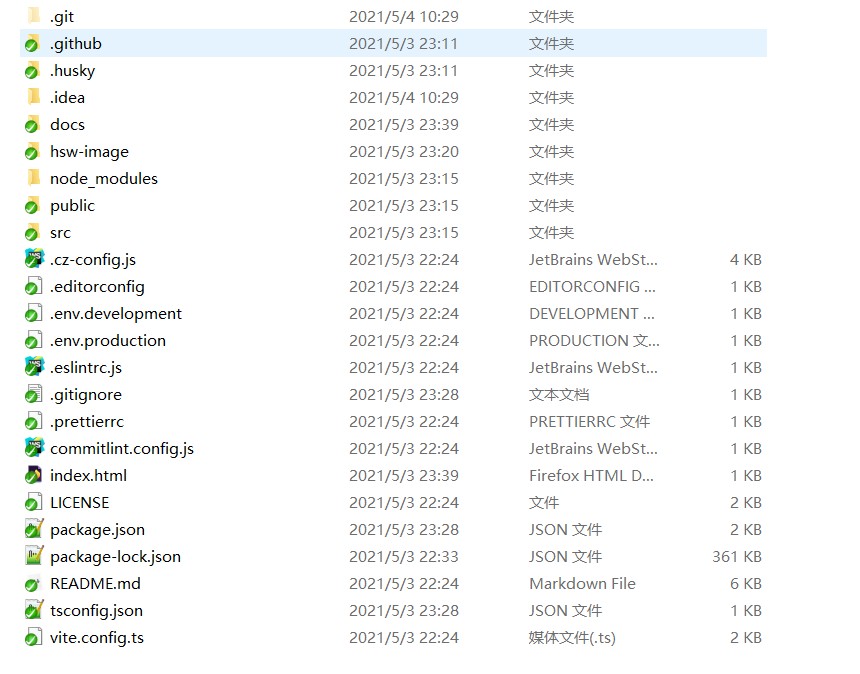 .git 2021/5/4 10:29 文件夹
.github 2021/5/3 23:11 文件夹
.husky 2021/5/3 23:11 文件夹
.idea 2021/5/4 10:29 文件夹
docs 2021/5/3 23:39 文件夹
hsw-image 2021/5/3 23:20 文件夹
node_modules 2021/5/3 23:15 文件夹
public 2021/5/3 23:15 文件夹
src 2021/5/3 23:15 文件夹
.cz-config.js 2021/5/3 22:24 JetBrains WebSt... 4 KB
.editorconfig 2021/5/3 22:24 EDITORCONFIG ... 1 KB
.env.development 2021/5/3 22:24 DEVELOPMENT ... 1 KB
.env.production 2021/5/3 22:24 PRODUCTION 文... 1 KB
.eslintrc.js 2021/5/3 22:24 JetBrains WebSt... 1 KB
.gitignore 2021/5/3 23:28 文本文档 1 KB
.prettierrc 2021/5/3 22:24 PRETTIERRC 文件 1 KB
commitlint.config.js 2021/5/3 22:24 JetBrains WebSt... 1 KB
index.html 2021/5/3 23:39 Firefox HTML D... 1 KB
LICENSE 2021/5/3 22:24 文件 2 KB
package.json 2021/5/3 23:28 JSON 文件 2 KB
package-lock.json 2021/5/3 22:33 JSON 文件 361 KB
README.md 2021/5/3 22:24 Markdown File 6 KB
tsconfig.json 2021/5/3 23:28 JSON 文件 1 KB
vite.config.ts 2021/5/3 22:24 媒体文件(.ts) 2 KB